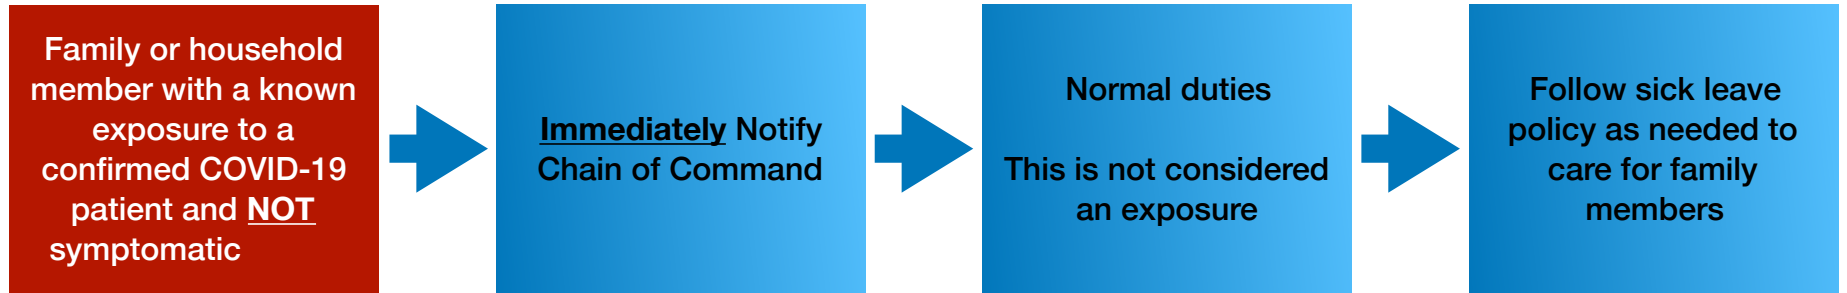 Family or household
member with a known
exposure to a
confirmed COVID-19
patient and NOT
symptomatic
Immediately Notify
Chain of Command
Normal duties
This is not considered
an exposure
Follow sick leave
policy as needed to
care for family
members